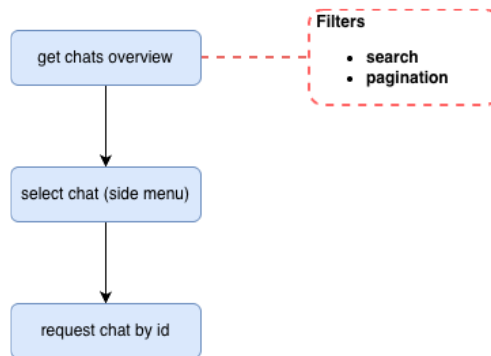 Filters
get chats overview
• search
• pagination
select chat (side menu)
request chat by id